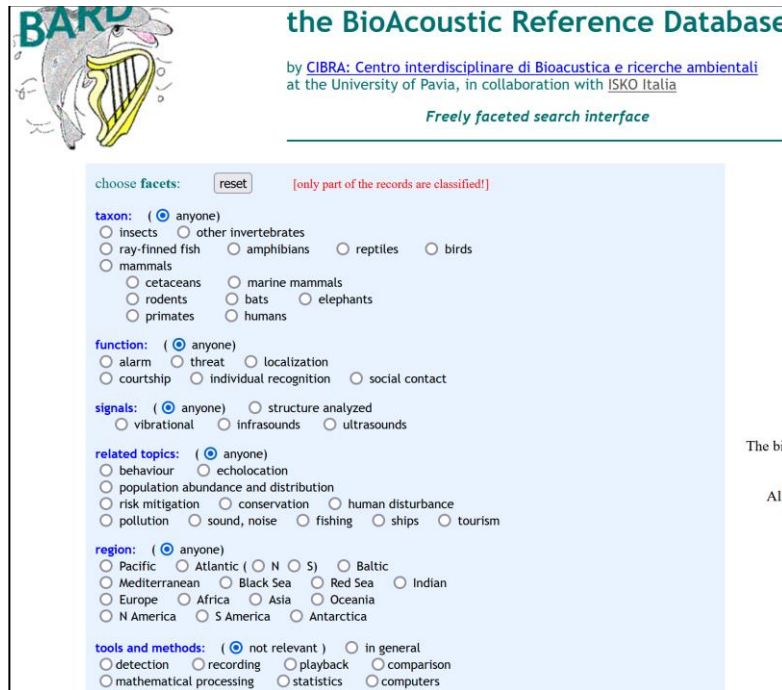 BARD
the BioAcoustic Reference Database
by CIBRA: Centro interdisciplinare di Bioacustica e ricerche ambientali
at the University of Pavia, in collaboration with ISKO Italia
Freely faceted search interface
choose facets: reset [only part of the records are classified!]
taxon: ( anyone)
insects other invertebrates
ray-finned fish amphibians reptiles birds
mammals
cetaceans marine mammals
rodents bats elephants
primates humans
function: ( anyone)
alarm threat localization
courtship individual recognition social contact
signals: ( anyone) structure analyzed
vibrational infrasounds ultrasounds
related topics: ( anyone)
behaviour echolocation
population abundance and distribution
risk mitigation conservation human disturbance
pollution sound, noise fishing ships tourism
region: ( anyone)
Pacific Atlantic ( N S) Baltic
Mediterranean Black Sea Red Sea Indian
Europe Africa Asia Oceania
N America S America Antarctica
tools and methods: ( not relevant ) in general
detection recording playback comparison
mathematical processing statistics computers
The bi
Al